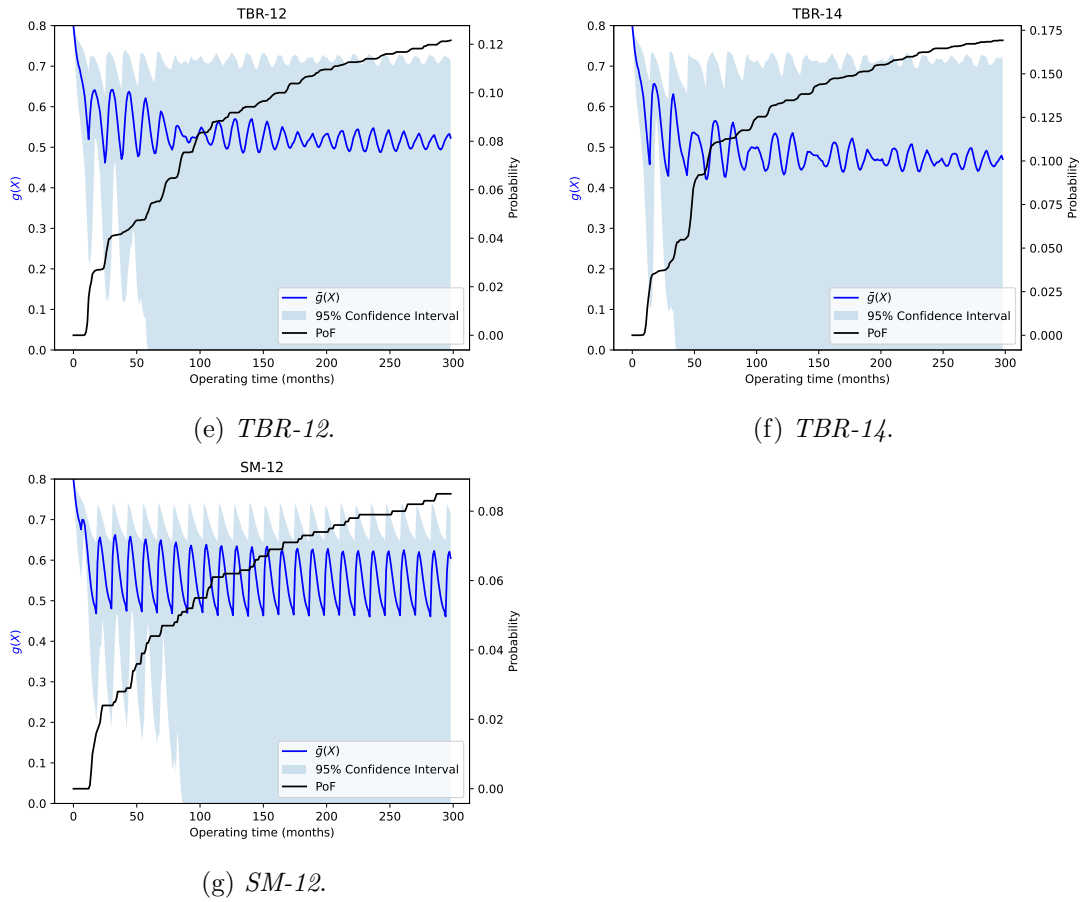 TBR-12
0.8
0.7
0.6
0.5
0.4
0.3
0.2
0.1
0.0
g(X)
0.12
0.10
0.08
0.06
0.04
0.02
0.00
Probability
ḡ(X)
95% Confidence Interval
PoF
0 50 100 150 200 250 300
Operating time (months)
(e) TBR-12.
TBR-14
0.8
0.7
0.6
0.5
0.4
0.3
0.2
0.1
0.0
g(X)
0.175
0.150
0.125
0.100
0.075
0.050
0.025
0.000
Probability
ḡ(X)
95% Confidence Interval
PoF
0 50 100 150 200 250 300
Operating time (months)
(f) TBR-14.
SM-12
0.8
0.7
0.6
0.5
0.4
0.3
0.2
0.1
0.0
g(X)
0.08
0.06
0.04
0.02
0.00
Probability
ḡ(X)
95% Confidence Interval
PoF
0 50 100 150 200 250 300
Operating time (months)
(g) SM-12.